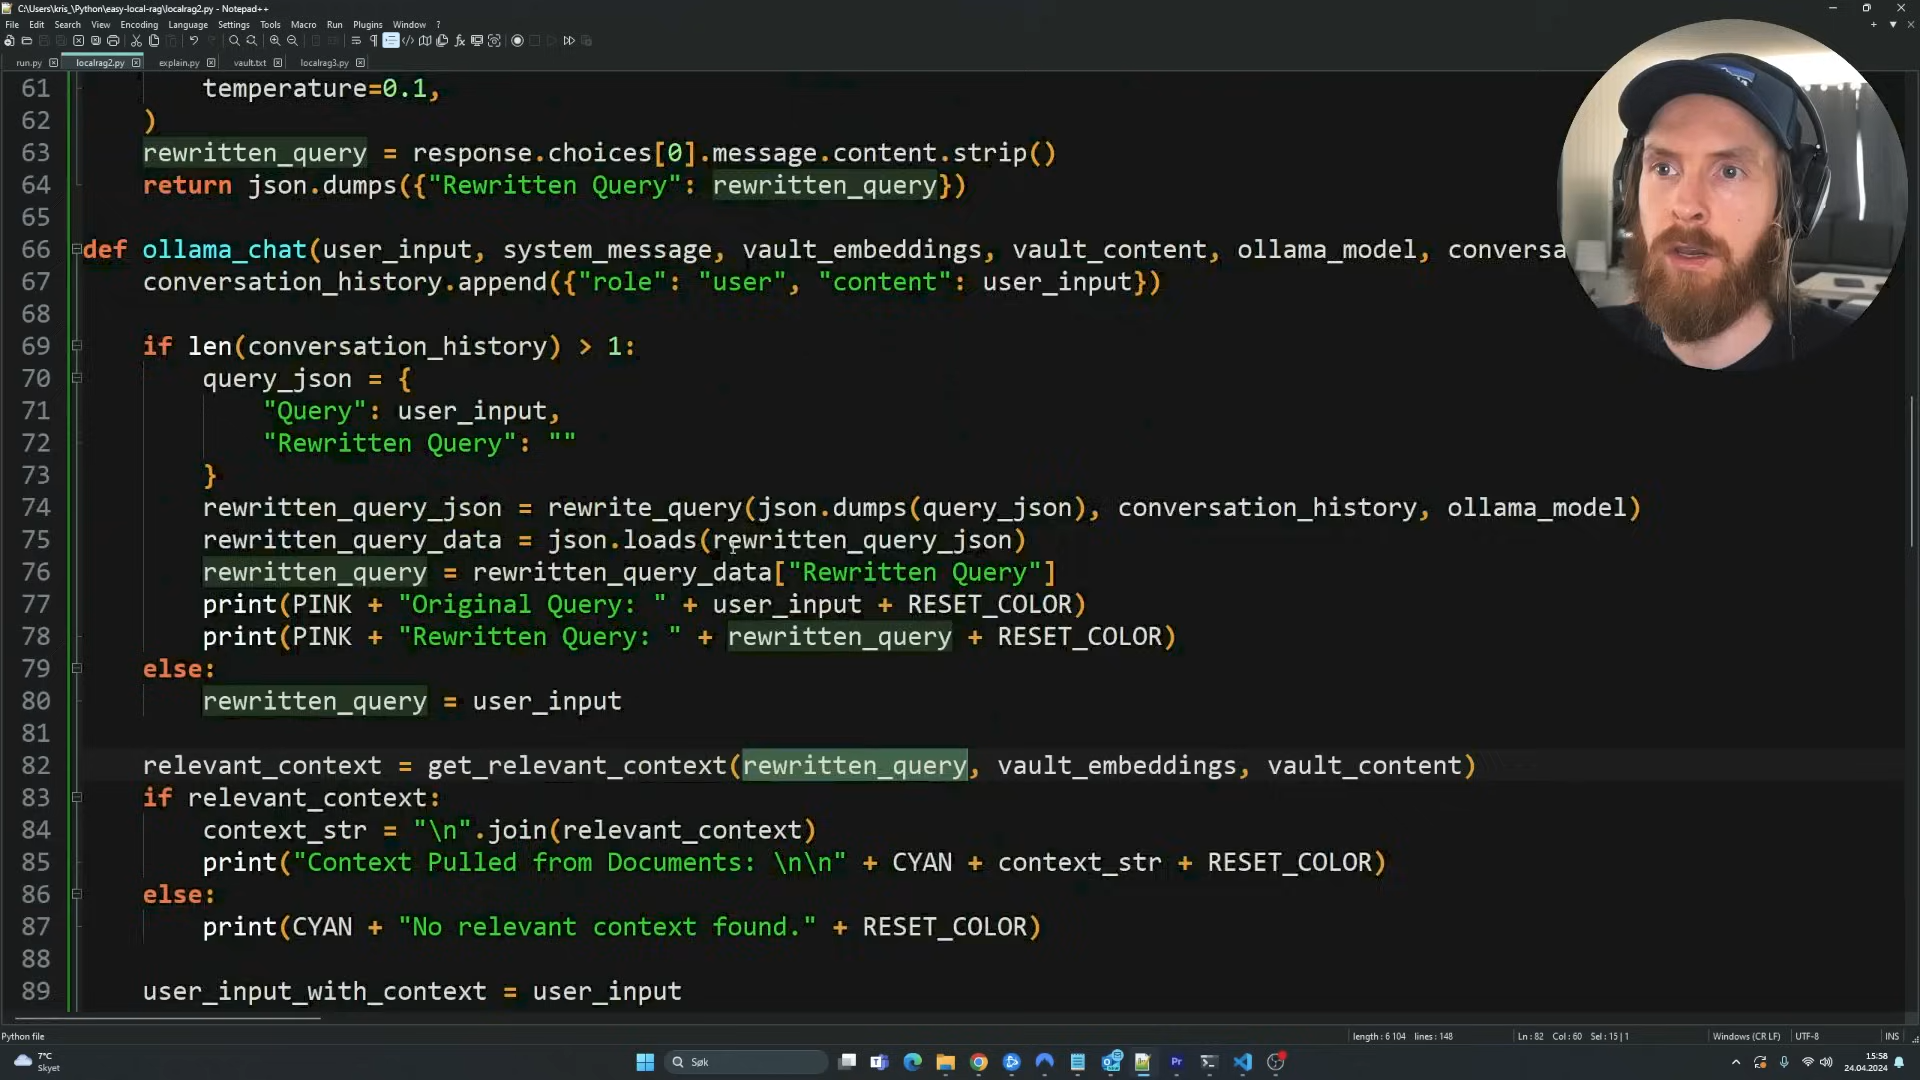 C:\Users\kris_\Python\easy-local-rag\localrag2.py - Notepad++
File Edit Search View Encoding Language Settings Tools Macro Run Plugins Window ?
run.py localrag2.py explain.py vault.txt localrag3.py
61 temperature=0.1,
62 )
63 rewritten_query = response.choices[0].message.content.strip()
64 return json.dumps({"Rewritten Query": rewritten_query})
65
66 def ollama_chat(user_input, system_message, vault_embeddings, vault_content, ollama_model, conversa
67 conversation_history.append({"role": "user", "content": user_input})
68
69 if len(conversation_history) > 1:
70 query_json = {
71 "Query": user_input,
72 "Rewritten Query": ""
73 }
74 rewritten_query_json = rewrite_query(json.dumps(query_json), conversation_history, ollama_model)
75 rewritten_query_data = json.loads(rewritten_query_json)
76 rewritten_query = rewritten_query_data["Rewritten Query"]
77 print(PINK + "Original Query: " + user_input + RESET_COLOR)
78 print(PINK + "Rewritten Query: " + rewritten_query + RESET_COLOR)
79 else:
80 rewritten_query = user_input
81
82 relevant_context = get_relevant_context(rewritten_query, vault_embeddings, vault_content)
83 if relevant_context:
84 context_str = "\n".join(relevant_context)
85 print("Context Pulled from Documents: \n\n" + CYAN + context_str + RESET_COLOR)
86 else:
87 print(CYAN + "No relevant context found." + RESET_COLOR)
88
89 user_input_with_context = user_input
Python file length : 6 104 lines : 148 Ln : 82 Col : 60 Sel : 15 | 1 Windows (CR LF) UTF-8 INS
7°C
Skyet
Søk
15:58
24.04.2024